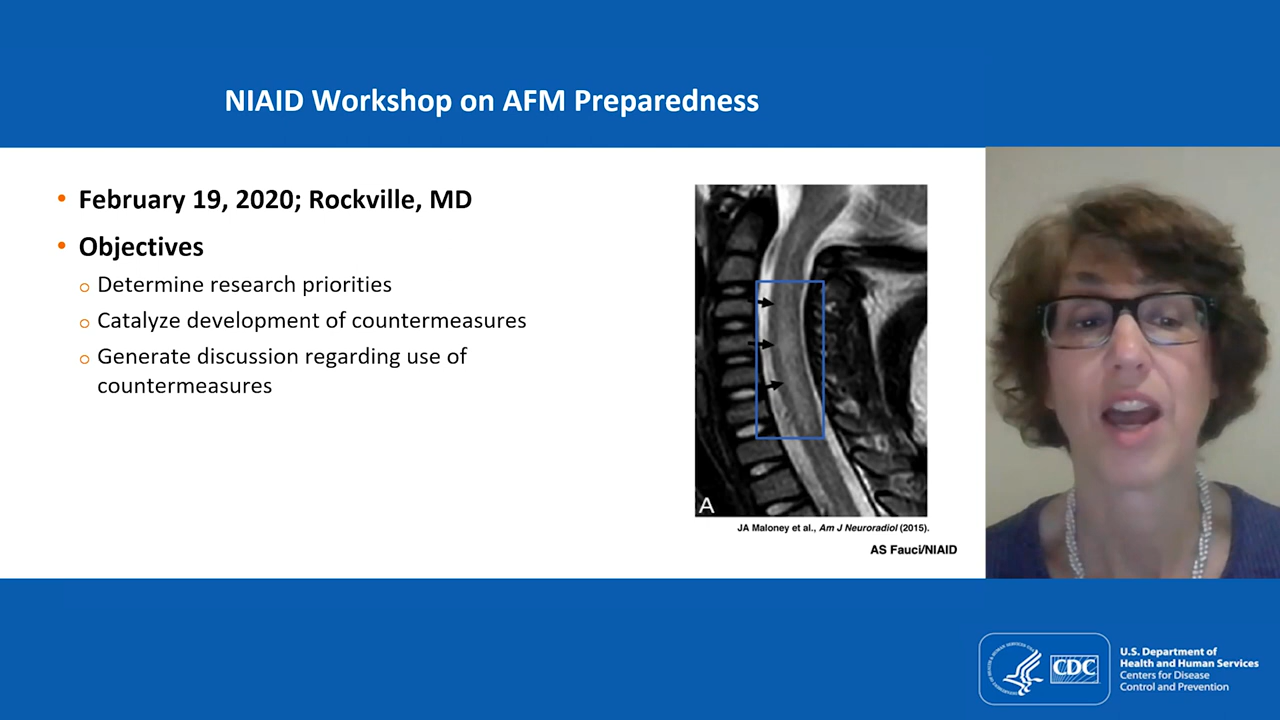 NIAID Workshop on AFM Preparedness
• February 19, 2020; Rockville, MD
• Objectives
o Determine research priorities
o Catalyze development of countermeasures
o Generate discussion regarding use of
countermeasures
A
JA Maloney et al., Am J Neuroradiol (2015).
AS Fauci/NIAID
CDC
U.S. Department of
Health and Human Services
Centers for Disease
Control and Prevention